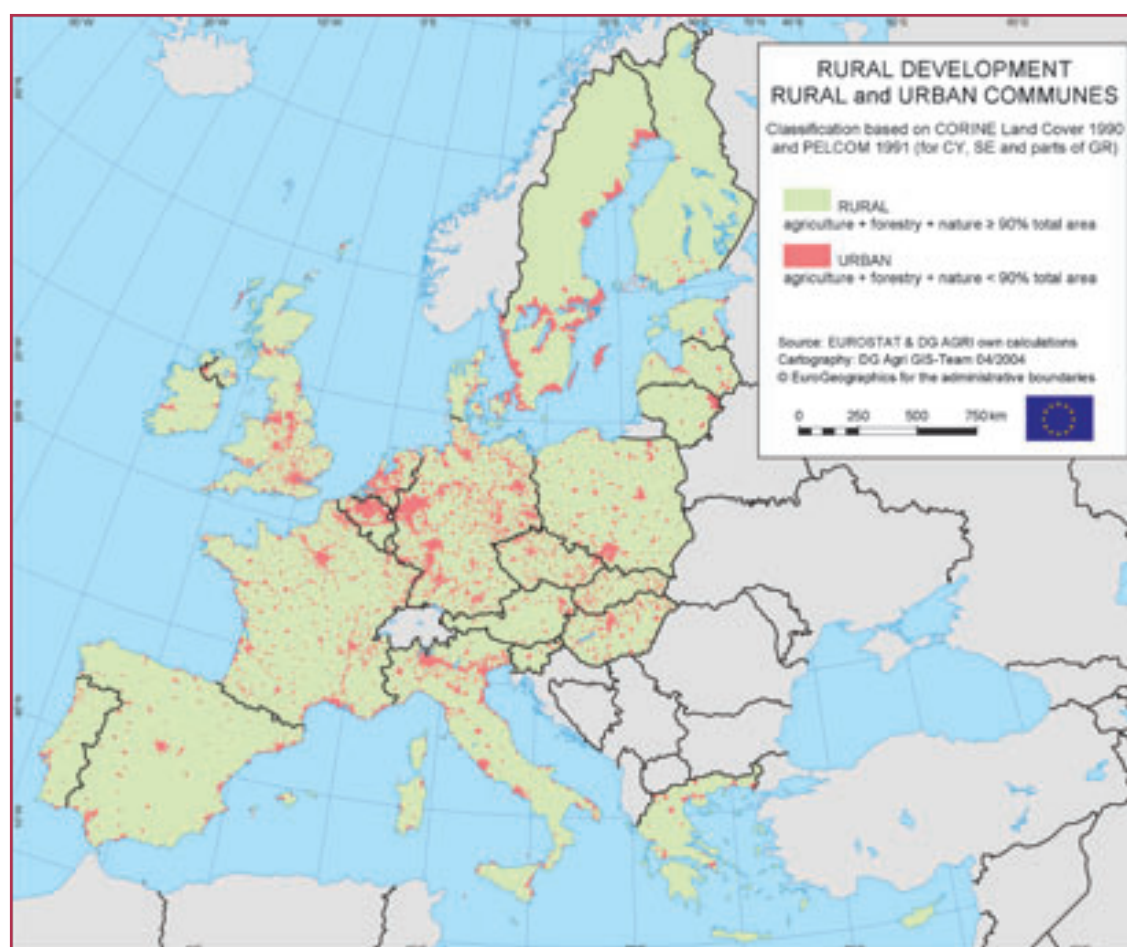 RURAL DEVELOPMENT
RURAL and URBAN COMMUNES
Classification based on CORINE Land Cover 1990
and PELCOM 1991 (for CY, SE and parts of GR)
RURAL
agriculture + forestry + nature ≥ 90% total area
URBAN
agriculture + forestry + nature < 90% total area
Source: EUROSTAT & DG AGRI own calculations
Cartography: DG Agri GIS-Team 04/2004
© EuroGeographics for the administrative boundaries
0 250 500 750 km